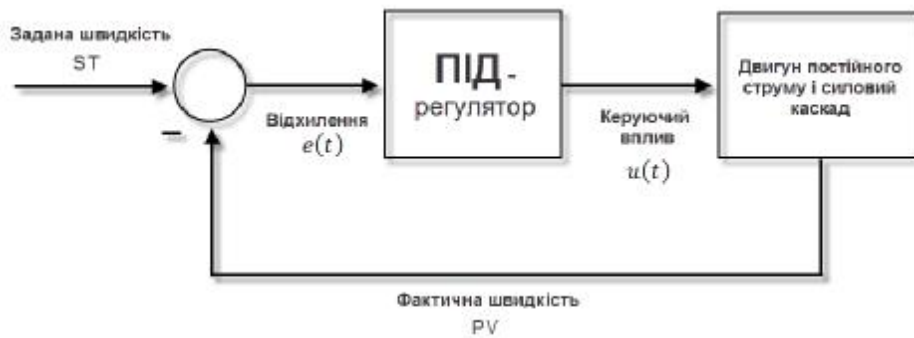 Задана швидкість
ST
–
Відхилення
e(t)
ПІД -
регулятор
Керуючий
вплив
u(t)
Двигун постійного
струму і силовий
каскад
Фактична швидкість
PV